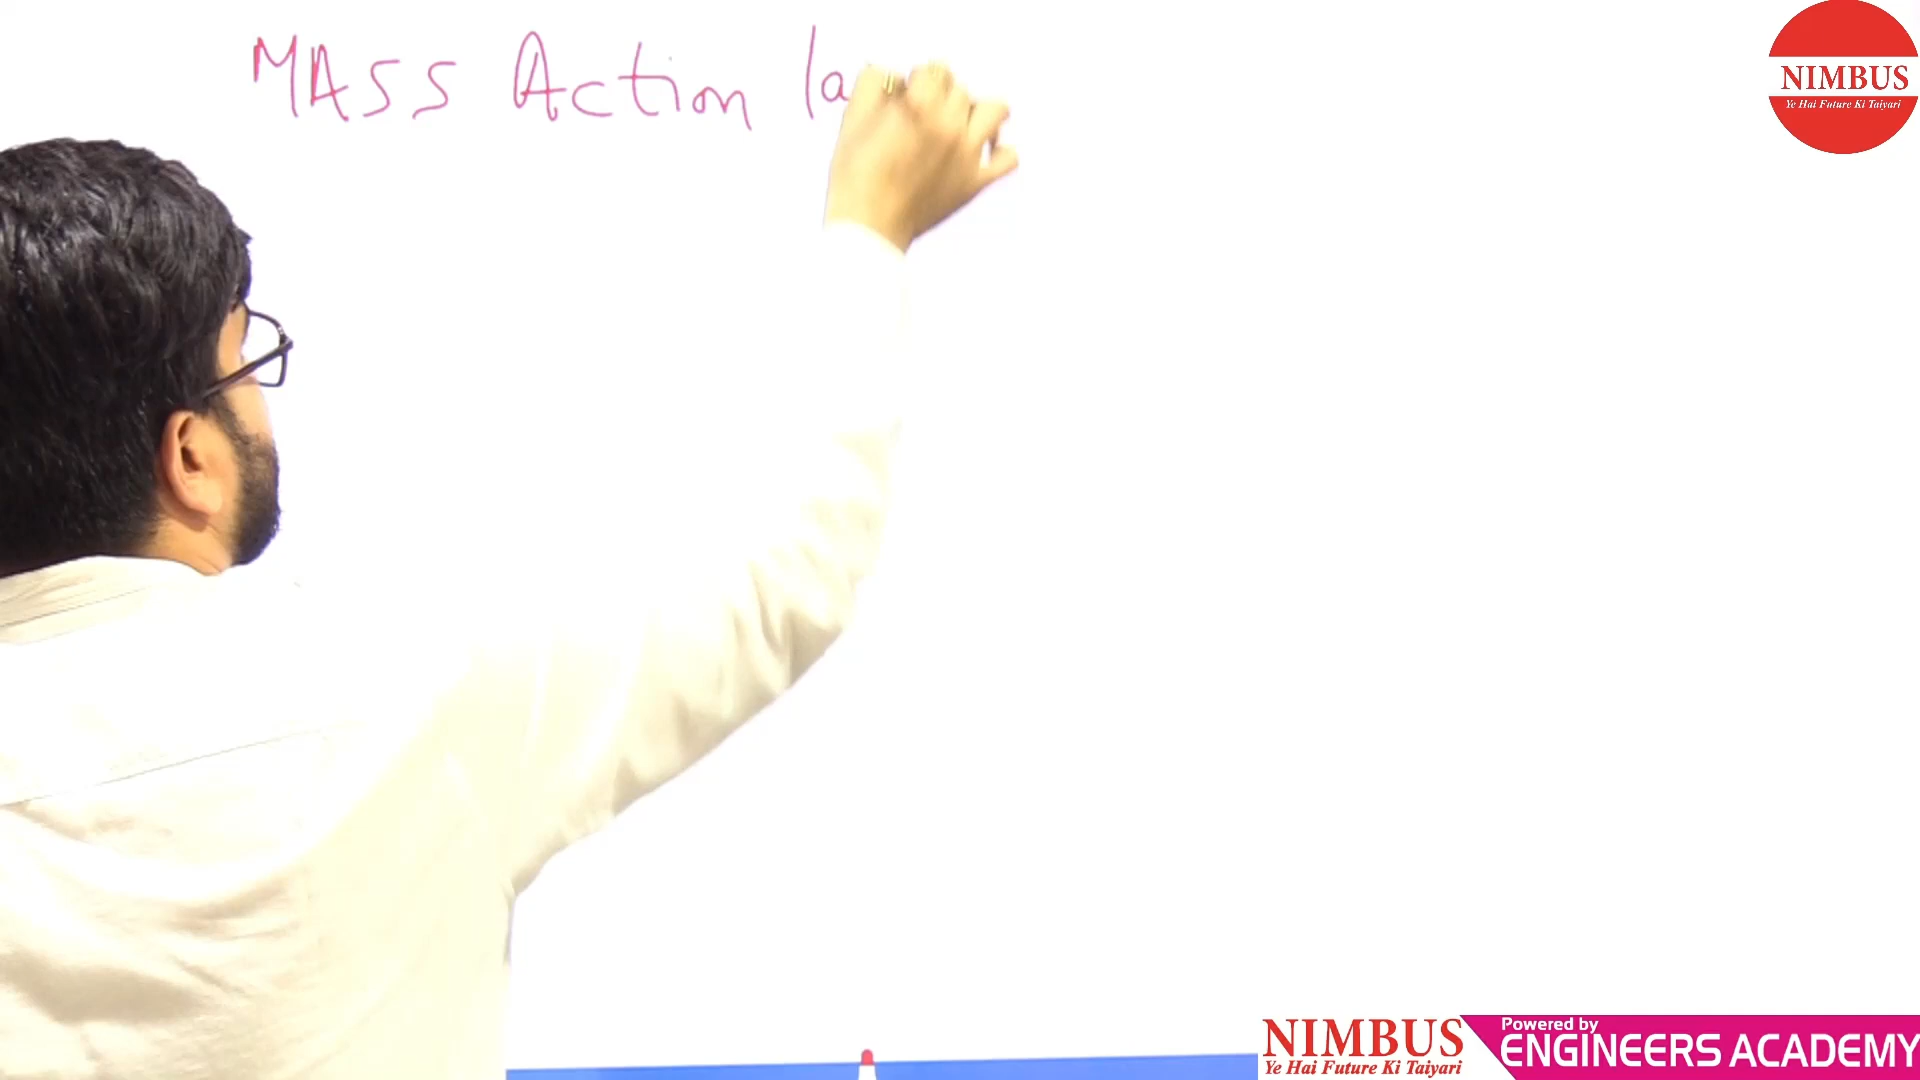 MASS Action la
NIMBUS
Ye Hai Future Ki Taiyari
NIMBUS
Ye Hai Future Ki Taiyari
Powered by
ENGINEERS ACADEMY